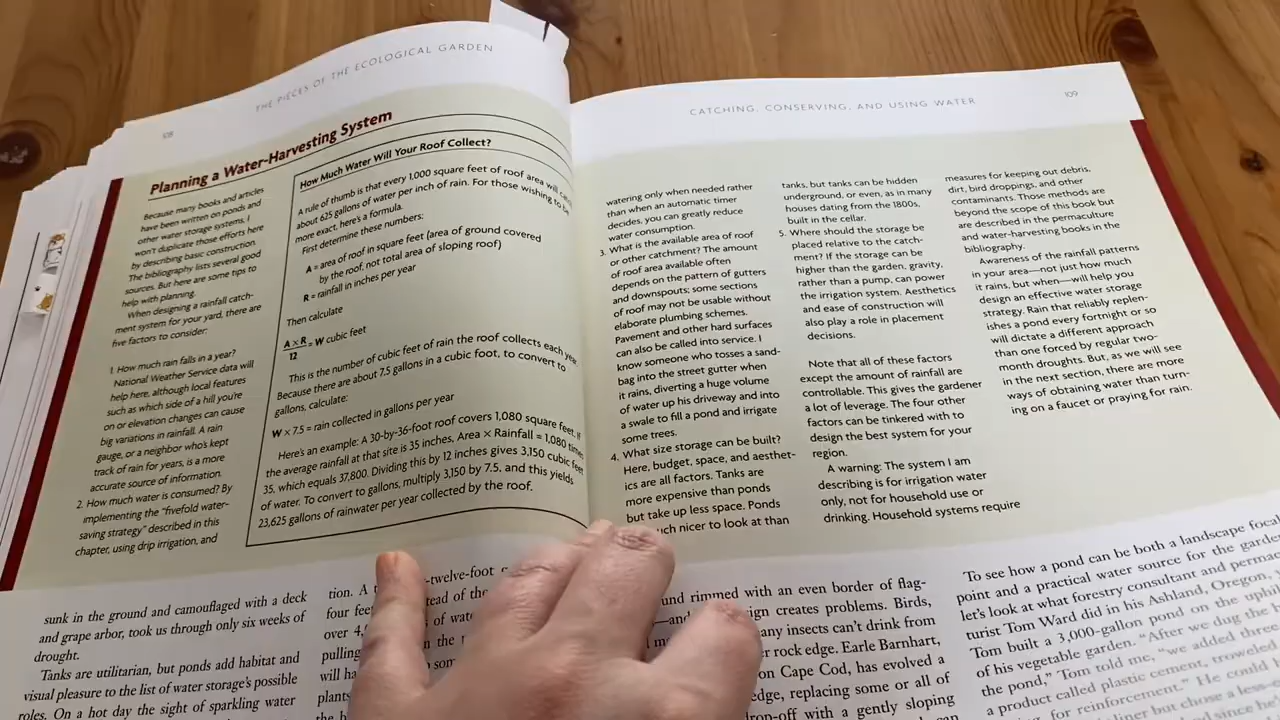 108
THE PIECES OF THE ECOLOGICAL GARDEN
Planning a Water-Harvesting System
Because many books and articles
have been written on ponds and
other water storage systems, I
won't duplicate those efforts here
by describing basic construction.
The bibliography lists several good
sources. But here are some tips to
help with planning.
When designing a rainfall catch-
ment system for your yard, there are
five factors to consider:
1. How much rain falls in a year?
National Weather Service data will
help here, although local features
such as which side of a hill you're
on or elevation changes can cause
big variations in rainfall. A rain
gauge, or a neighbor who's kept
track of rain for years, is a more
accurate source of information.
2. How much water is consumed? By
implementing the "fivefold water-
saving strategy" described in this
chapter, using drip irrigation, and
How Much Water Will Your Roof Collect?
A rule of thumb is that every 1,000 square feet of roof area will
about 625 gallons of water per inch of rain. For those wishing to be
more exact, here's a formula.
First determine these numbers:
A = area of roof in square feet (area of ground covered
by the roof, not total area of sloping roof)
R = rainfall in inches per year
Then calculate
A × R
12
= W cubic feet
This is the number of cubic feet of rain the roof collects each year.
Because there are about 7.5 gallons in a cubic foot, to convert to
gallons, calculate:
W × 7.5 = rain collected in gallons per year
Here's an example: A 30-by-36-foot roof covers 1,080 square feet. If
the average rainfall at that site is 35 inches, Area × Rainfall = 1,080 times
35, which equals 37,800. Dividing this by 12 inches gives 3,150 cubic feet
of water. To convert to gallons, multiply 3,150 by 7.5, and this yields
23,625 gallons of rainwater per year collected by the roof.
sunk in the ground and camouflaged with a deck
and grape arbor, took us through only six weeks of
drought.
Tanks are utilitarian, but ponds add habitat and
visual pleasure to the list of water storage's possible
roles. On a hot day the sight of sparkling water
tion. A -twelve-foot
four feet tead of the
over 4, of wate
pulling in the
will ha som
plants
the
CATCHING, CONSERVING, AND USING WATER
109
watering only when needed rather
than when an automatic timer
decides, you can greatly reduce
water consumption.
3. What is the available area of roof
or other catchment? The amount
of roof area available often
depends on the pattern of gutters
and downspouts; some sections
of roof may not be usable without
elaborate plumbing schemes.
Pavement and other hard surfaces
can also be called into service. I
know someone who tosses a sand-
bag into the street gutter when
it rains, diverting a huge volume
of water up his driveway and into
a swale to fill a pond and irrigate
some trees.
4. What size storage can be built?
Here, budget, space, and aesthet-
ics are all factors. Tanks are
more expensive than ponds
but take up less space. Ponds
uch nicer to look at than
tanks, but tanks can be hidden
underground, or even, as in many
houses dating from the 1800s,
built in the cellar.
5. Where should the storage be
placed relative to the catch-
ment? If the storage can be
higher than the garden, gravity,
rather than a pump, can power
the irrigation system. Aesthetics
and ease of construction will
also play a role in placement
decisions.
Note that all of these factors
except the amount of rainfall are
controllable. This gives the gardener
a lot of leverage. The four other
factors can be tinkered with to
design the best system for your
region.
A warning: The system I am
describing is for irrigation water
only, not for household use or
drinking. Household systems require
measures for keeping out debris,
dirt, bird droppings, and other
contaminants. Those methods are
beyond the scope of this book but
are described in the permaculture
and water-harvesting books in the
bibliography.
Awareness of the rainfall patterns
in your area—not just how much
it rains, but when—will help you
design an effective water storage
strategy. Rain that reliably replen-
ishes a pond every fortnight or so
will dictate a different approach
than one forced by regular two-
month droughts. But, as we will see
in the next section, there are more
ways of obtaining water than turn-
ing on a faucet or praying for rain.
und rimmed with an even border of flag-
ign creates problems. Birds,
any insects can't drink from
er rock edge. Earle Barnhart,
on Cape Cod, has evolved a
edge, replacing some or all of
drop-off with a gently sloping
can
To see how a pond can be both a landscape focal
point and a practical water source for the garden
let's look at what forestry consultant and permac
turist Tom Ward did in his Ashland, Oregon,
Tom built a 3,000-gallon pond on the uphil
of his vegetable garden. "After we dug the h
the pond," Tom told me, "we added three
a product called plastic cement, troweled
for reinforcement." He could h
but chose a less-